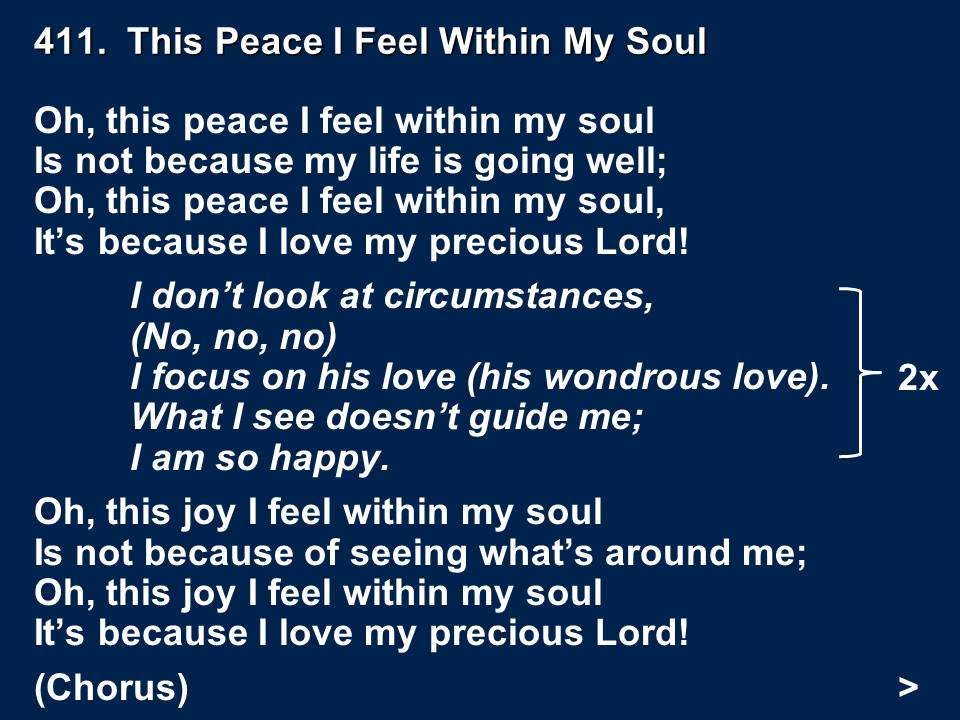 411. This Peace I Feel Within My Soul
Oh, this peace I feel within my soul
Is not because my life is going well;
Oh, this peace I feel within my soul,
It’s because I love my precious Lord!
I don’t look at circumstances,
(No, no, no)
I focus on his love (his wondrous love).
What I see doesn’t guide me;
I am so happy.
2x
Oh, this joy I feel within my soul
Is not because of seeing what’s around me;
Oh, this joy I feel within my soul
It’s because I love my precious Lord!
(Chorus) >